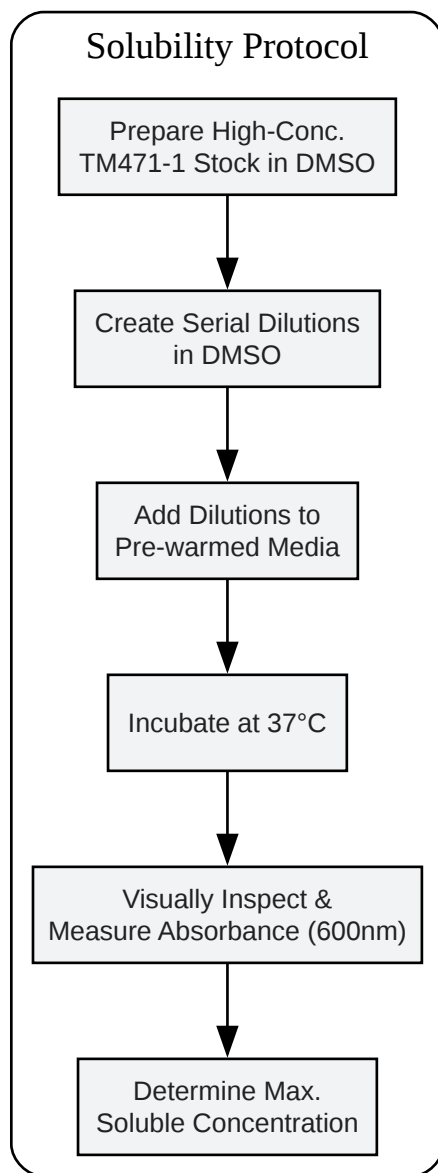 Solubility Protocol
Prepare High-Conc.
TM471-1 Stock in DMSO
Create Serial Dilutions
in DMSO
Add Dilutions to
Pre-warmed Media
Incubate at 37°C
Visually Inspect &
Measure Absorbance (600nm)
Determine Max.
Soluble Concentration